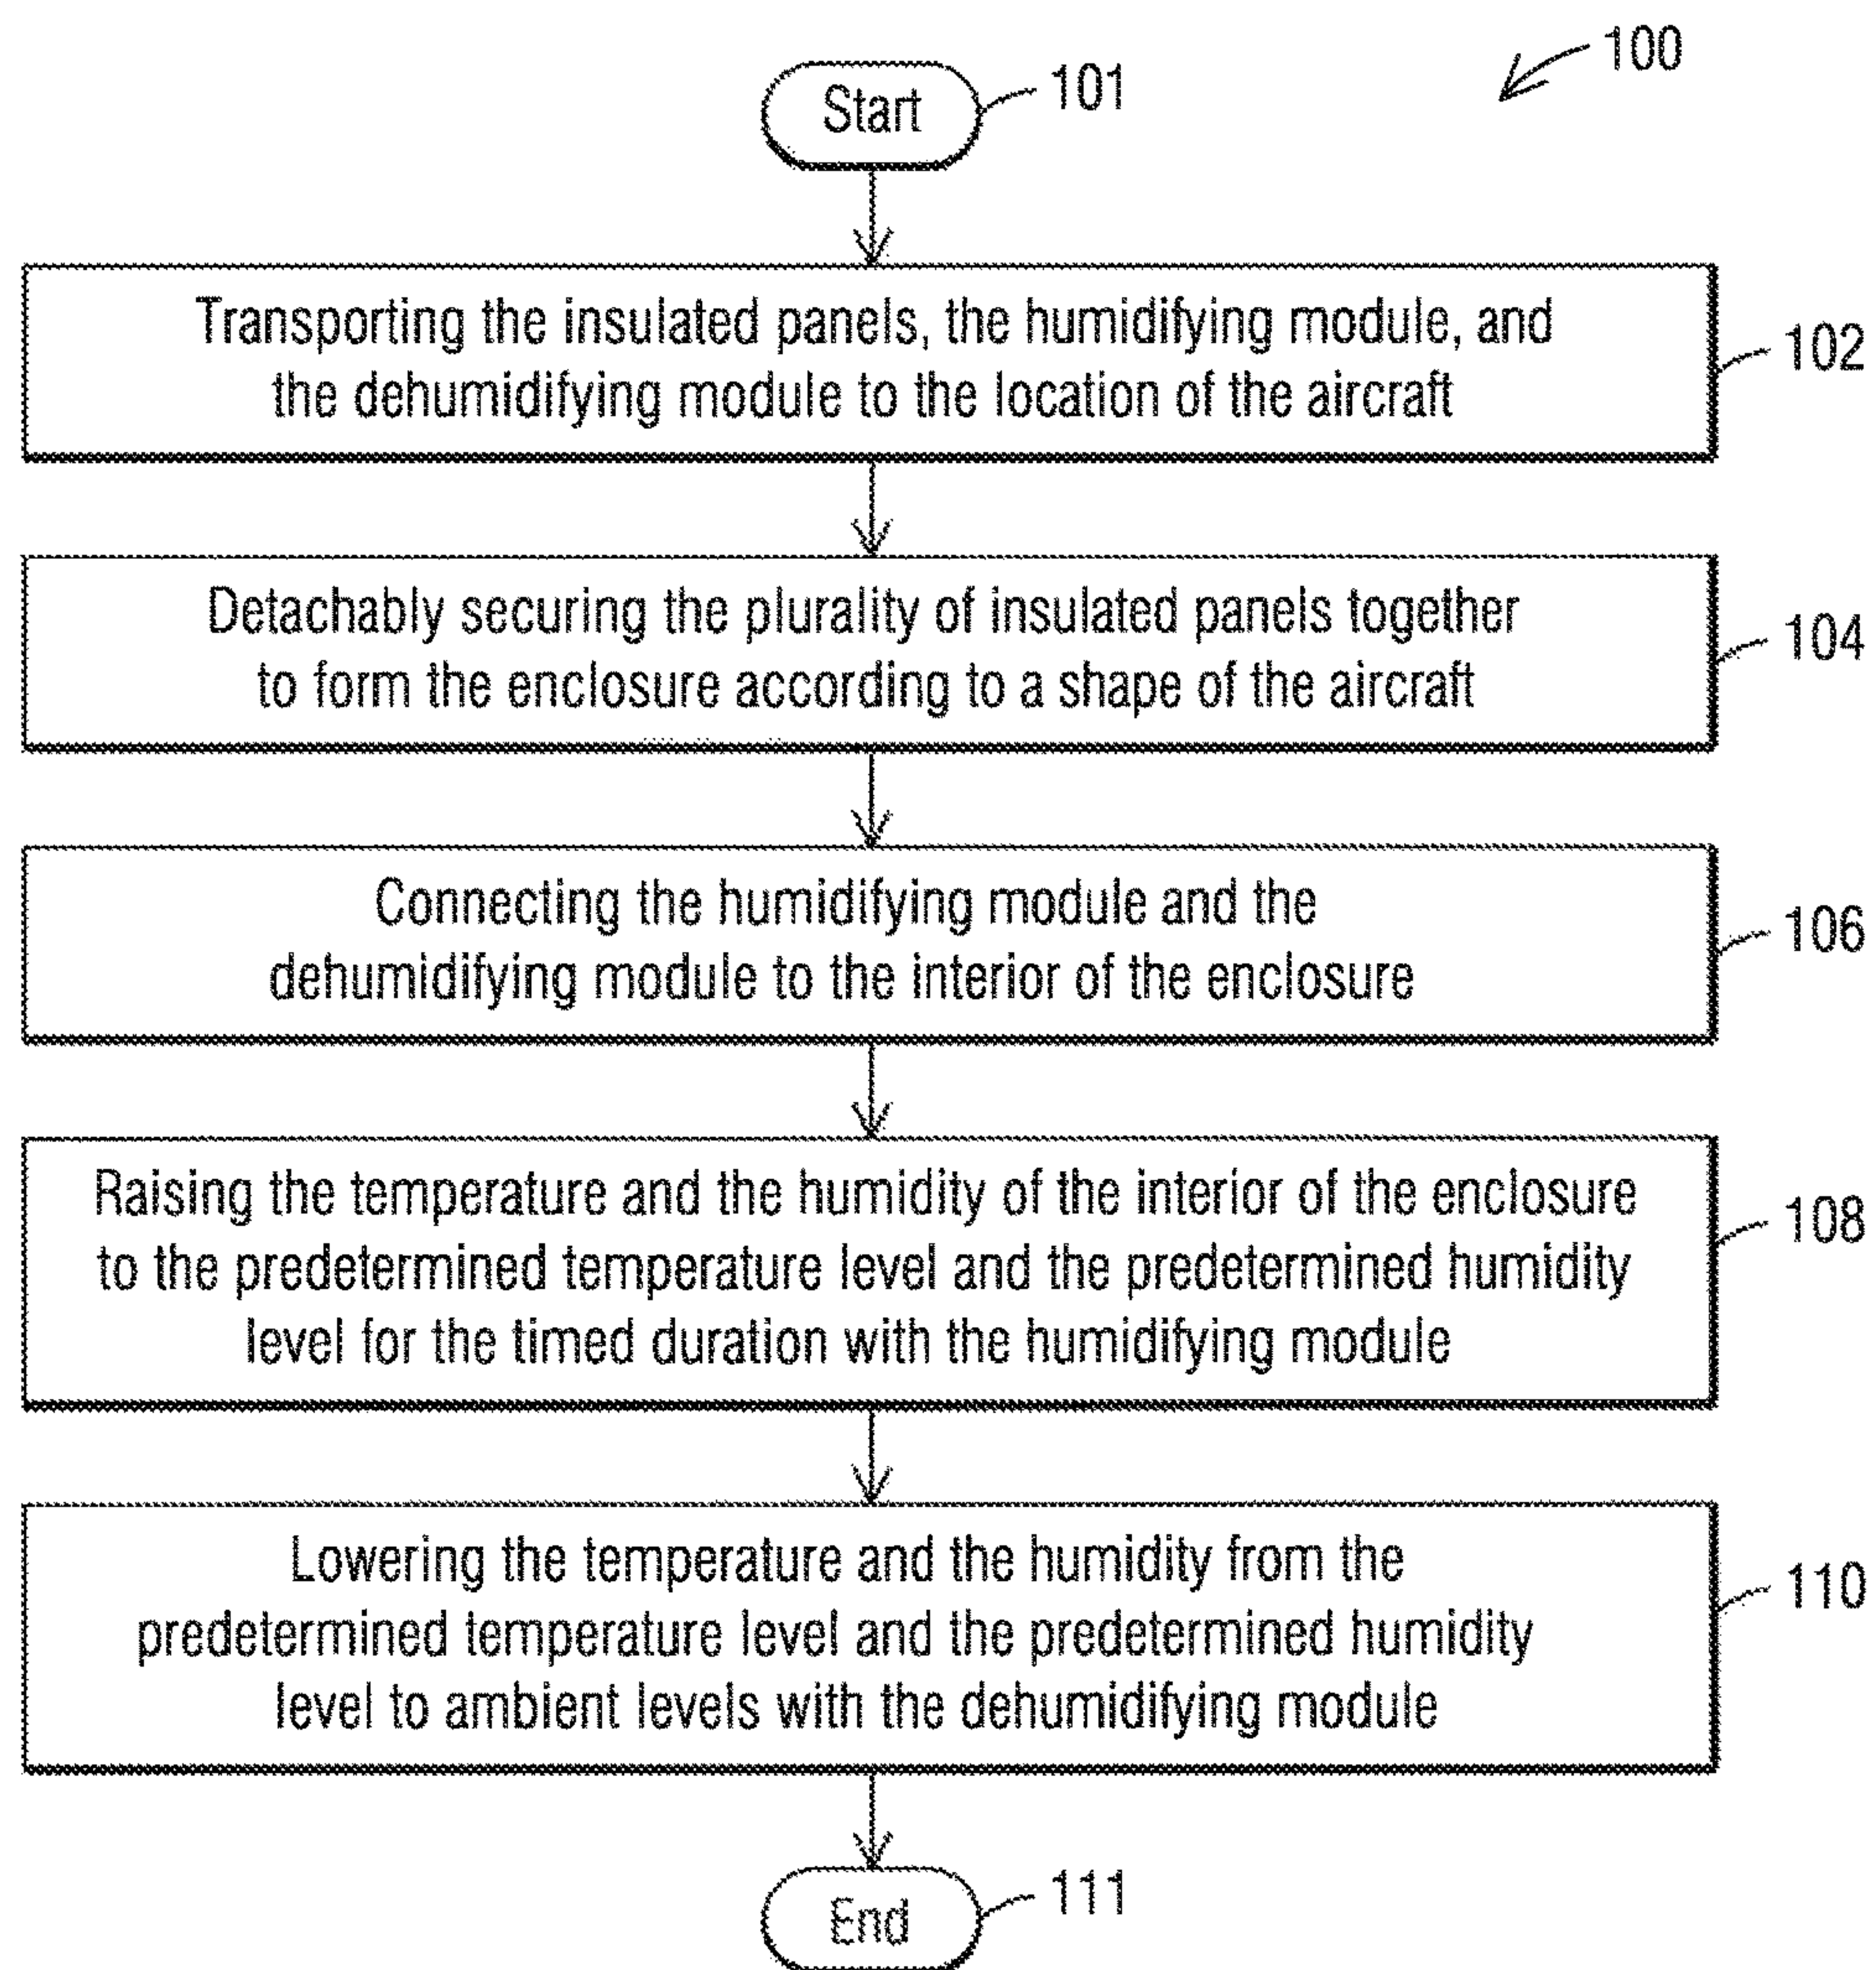 100
Start
101
Transporting the insulated panels, the humidifying module, and
the dehumidifying module to the location of the aircraft
102
Detachably securing the plurality of insulated panels together
to form the enclosure according to a shape of the aircraft
104
Connecting the humidifying module and the
dehumidifying module to the interior of the enclosure
106
Raising the temperature and the humidity of the interior of the enclosure
to the predetermined temperature level and the predetermined humidity
level for the timed duration with the humidifying module
108
Lowering the temperature and the humidity from the
predetermined temperature level and the predetermined humidity
level to ambient levels with the dehumidifying module
110
End
111